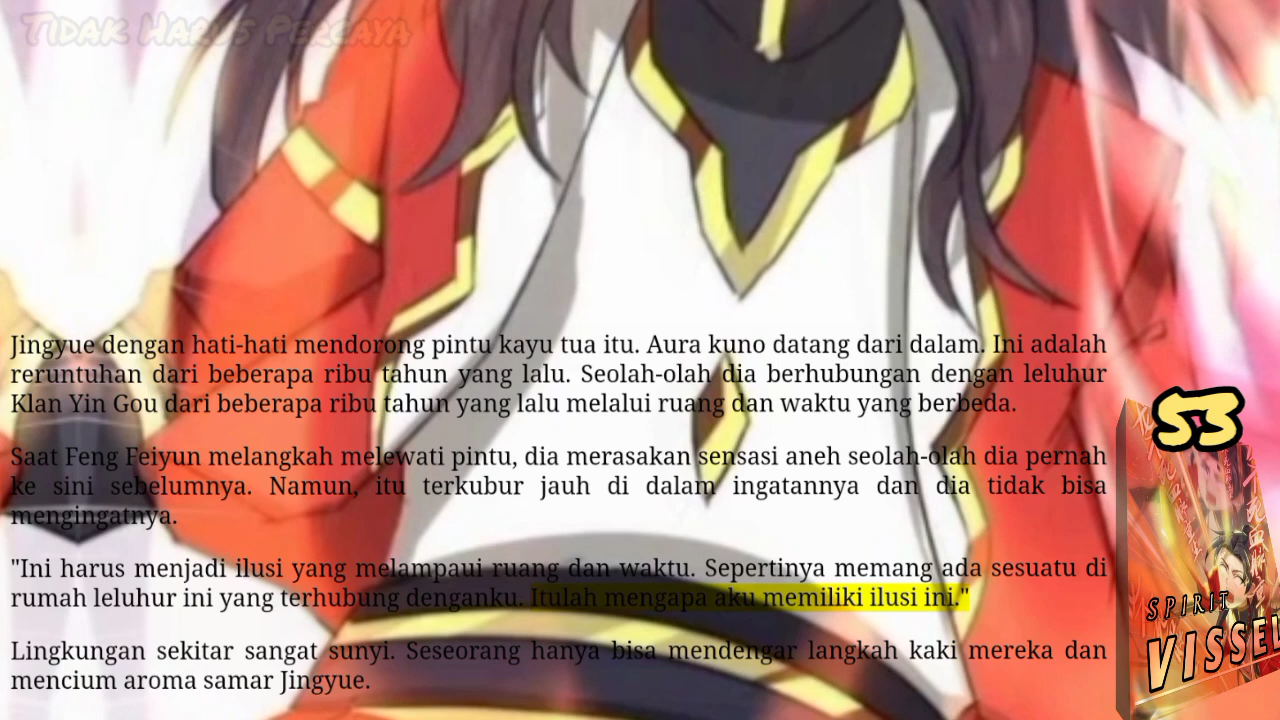 Tidak Harus Percaya
Jingyue dengan hati-hati mendorong pintu kayu tua itu. Aura kuno datang dari dalam. Ini adalah
reruntuhan dari beberapa ribu tahun yang lalu. Seolah-olah dia berhubungan dengan leluhur
Klan Yin Gou dari beberapa ribu tahun yang lalu melalui ruang dan waktu yang berbeda.
Saat Feng Feiyun melangkah melewati pintu, dia merasakan sensasi aneh seolah-olah dia pernah
ke sini sebelumnya. Namun, itu terkubur jauh di dalam ingatannya dan dia tidak bisa
mengingatnya.
"Ini harus menjadi ilusi yang melampaui ruang dan waktu. Sepertinya memang ada sesuatu di
rumah leluhur ini yang terhubung denganku. Itulah mengapa aku memiliki ilusi ini."
Lingkungan sekitar sangat sunyi. Seseorang hanya bisa mendengar langkah kaki mereka dan
mencium aroma samar Jingyue.
53
SPIRIT
VISSEL